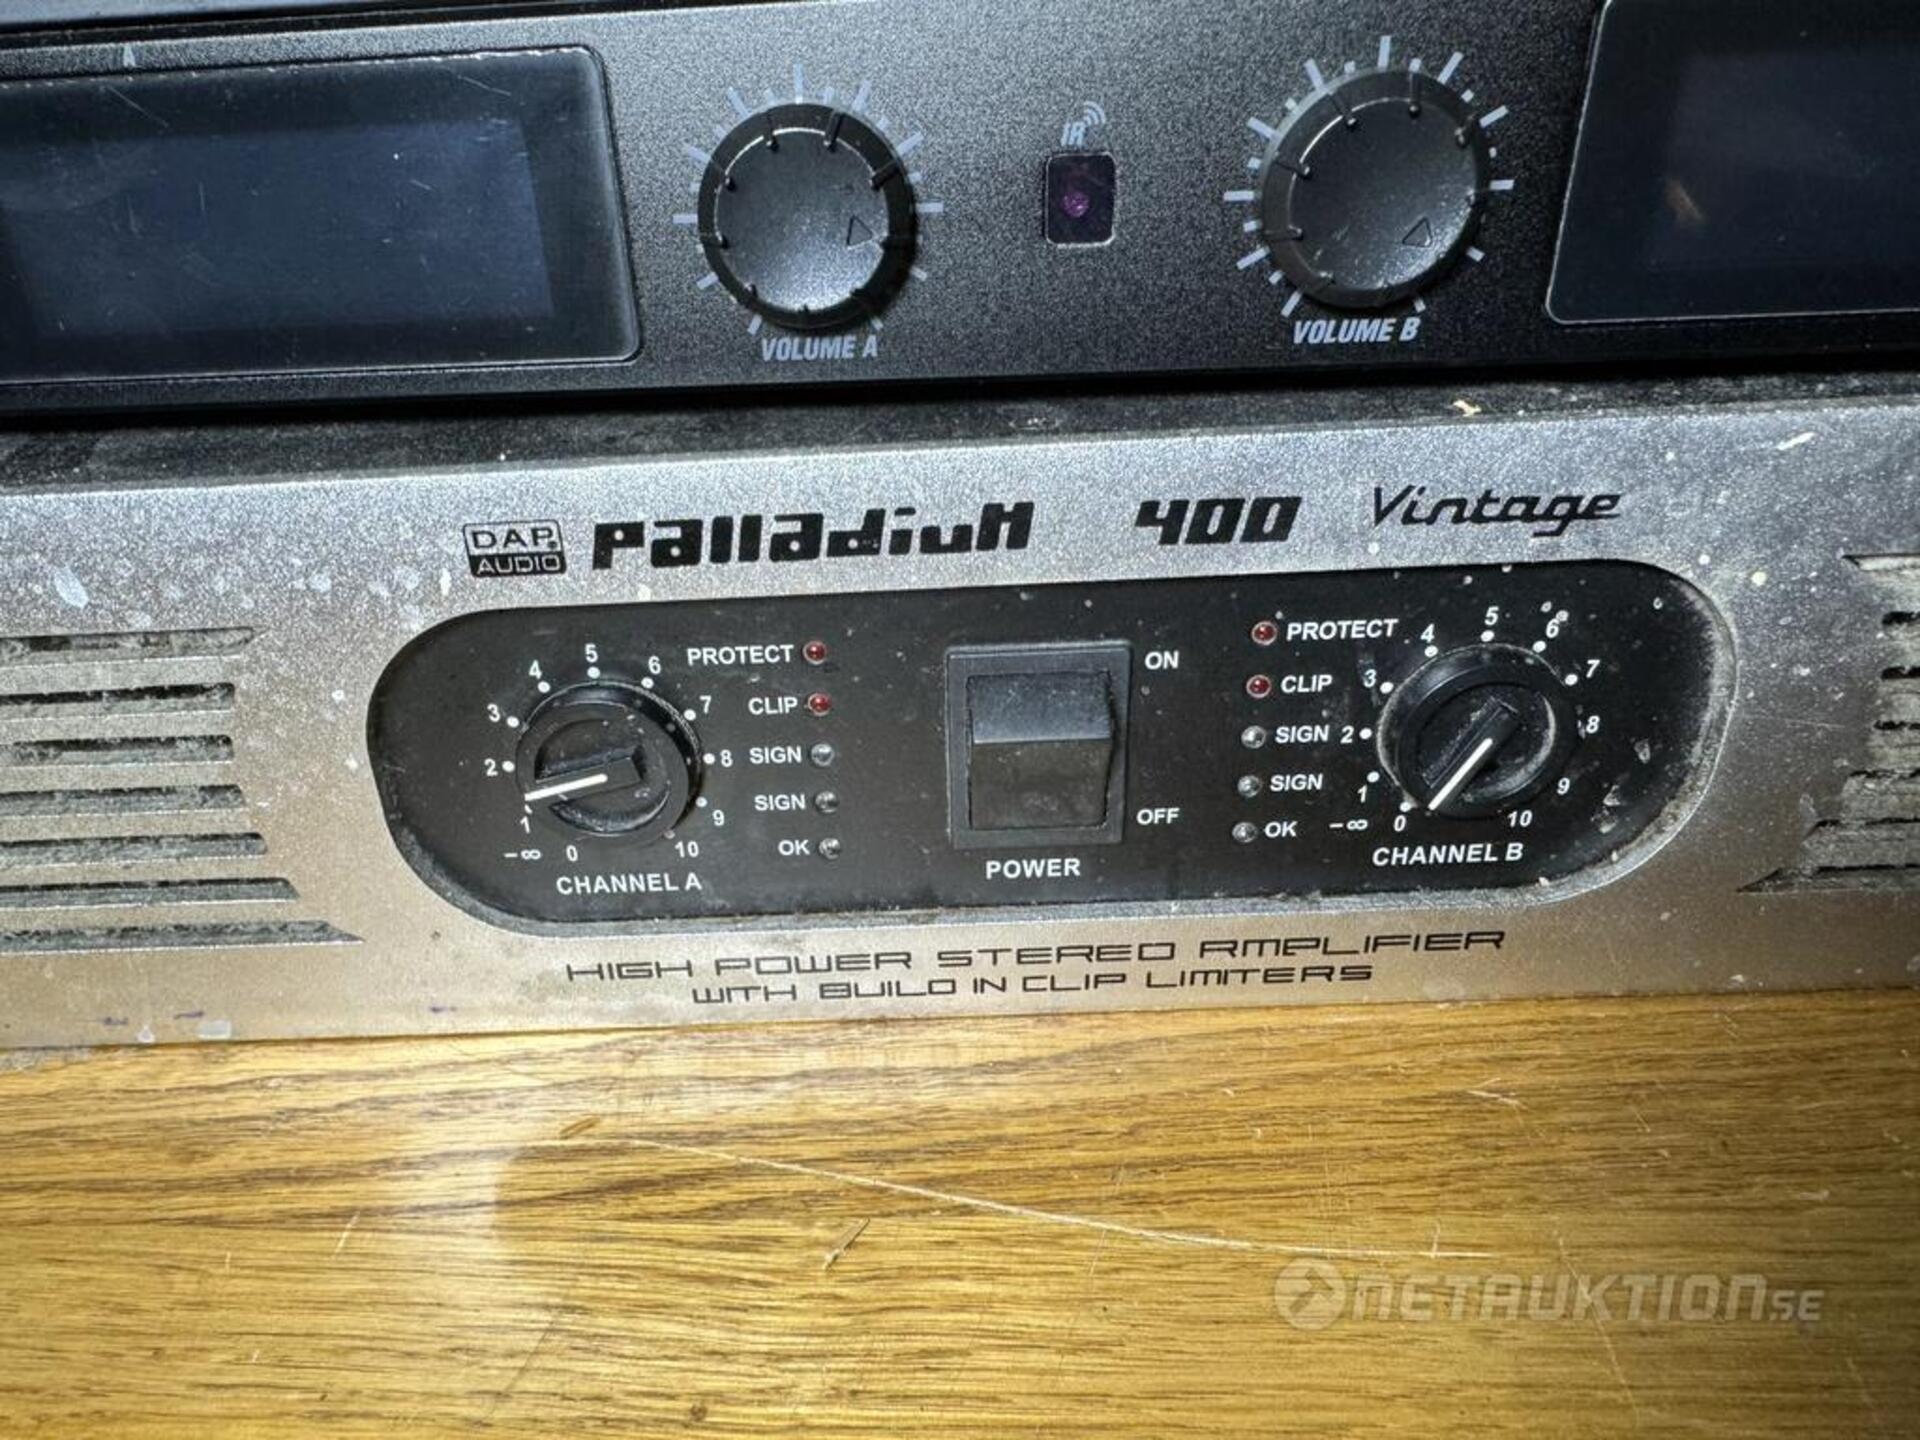 IR
VOLUME A
VOLUME B
DAP AUDIO
Palladium 400 Vintage
0 1 2 3 4 5 6 7 8 9 10
-∞
CHANNEL A
PROTECT
CLIP
SIGN
SIGN
OK
ON
OFF
POWER
PROTECT
CLIP
SIGN
SIGN
OK
0 1 2 3 4 5 6 7 8 9 10
-∞
CHANNEL B
HIGH POWER STEREO AMPLIFIER
WITH BUILD IN CLIP LIMITERS
NETAUKTION.SE